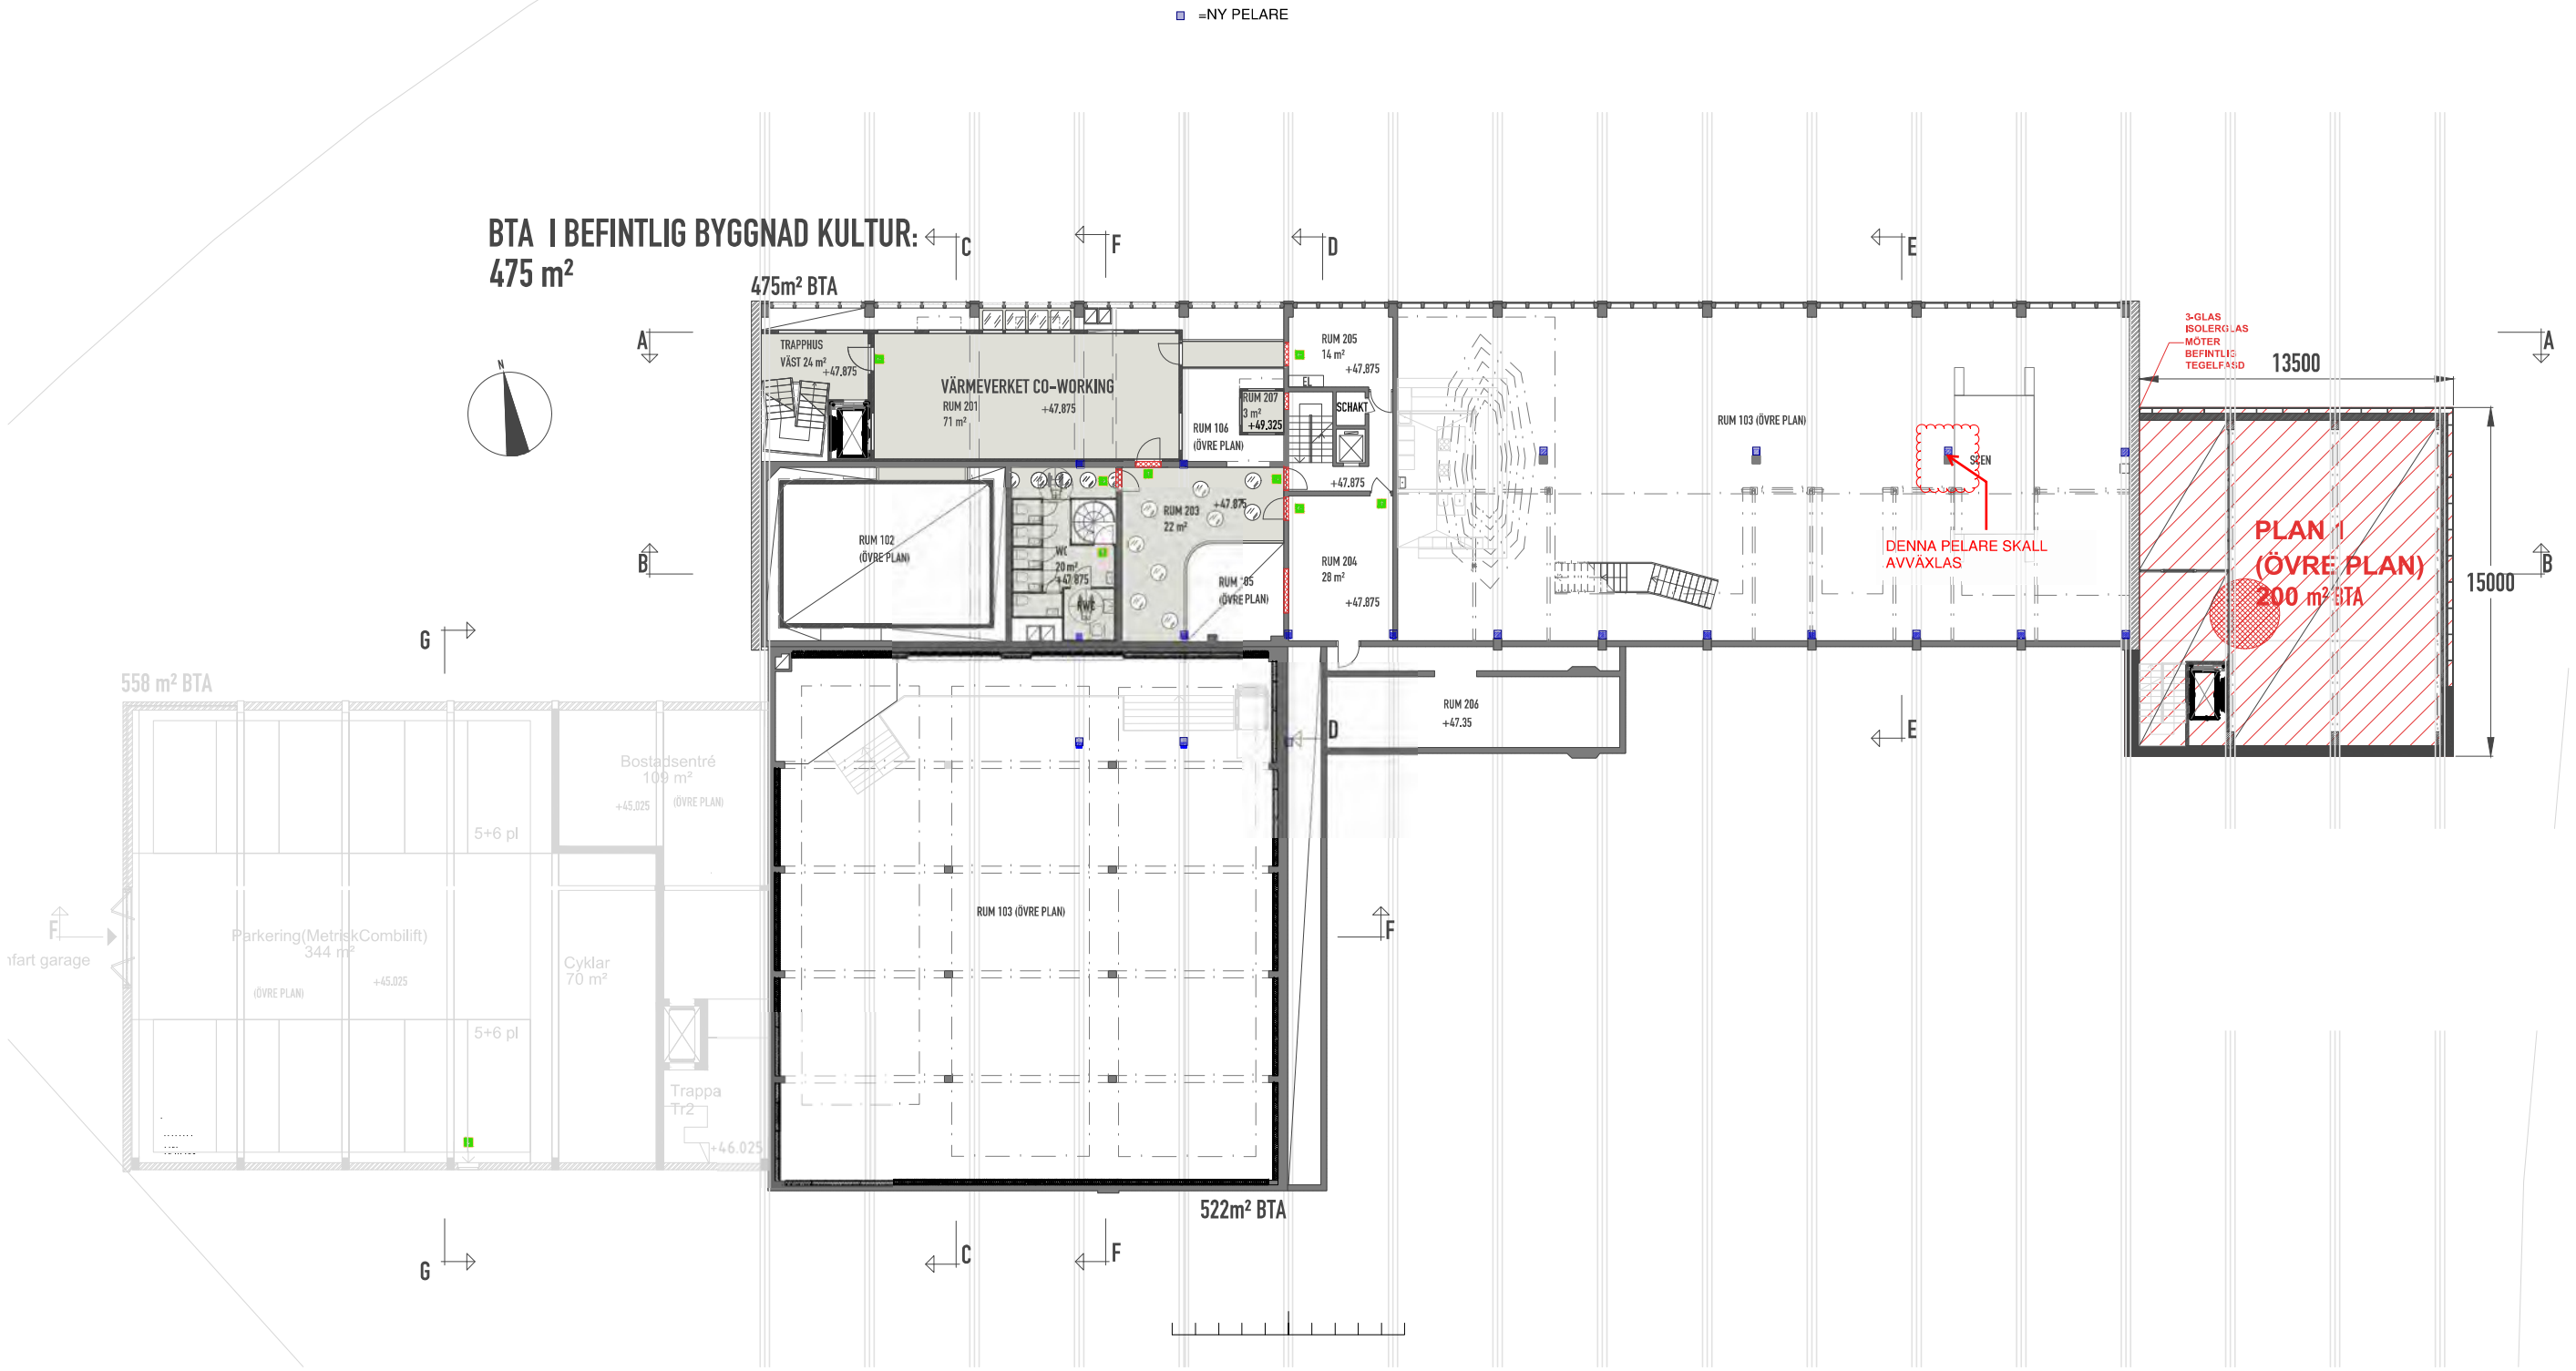 =NY PELARE
BTA I BEFINTLIG BYGGNAD KULTUR:
475 m²
C
F
D
E
475m² BTA
A
A
N
TRAPPHUS
VÄST 24 m²
+47.875
VÄRMEVERKET CO-WORKING
RUM 201
71 m²
+47.875
RUM 106
(ÖVRE PLAN)
RUM 207
3 m²
+49.325
RUM 205
14 m²
+47.875
EL
SCHAKT
+47.875
RUM 103 (ÖVRE PLAN)
SCEN
DENNA PELARE SKALL
AVVÄXLAS
3-GLAS
ISOLERGLAS
MÖTER
BEFINTLIG
TEGELFASD
13500
15000
PLAN 1
(ÖVRE PLAN)
200 m² BTA
B
B
RUM 102
(ÖVRE PLAN)
WC
20 m²
+47.875
RWC
RUM 203
22 m²
+47.875
(ÖVRE PLAN)
RUM 204
28 m²
+47.875
G
558 m² BTA
RUM 206
+47.35
D
E
Bostadsentré
109 m²
+45.025
(ÖVRE PLAN)
5+6 pl
F
Parkering(MetriskCombilift)
344 m²
(ÖVRE PLAN)
+45.025
nfart garage
Cyklar
70 m²
RUM 103 (ÖVRE PLAN)
F
5+6 pl
Trappa
Tr2
+46.025
522m² BTA
G
C
F